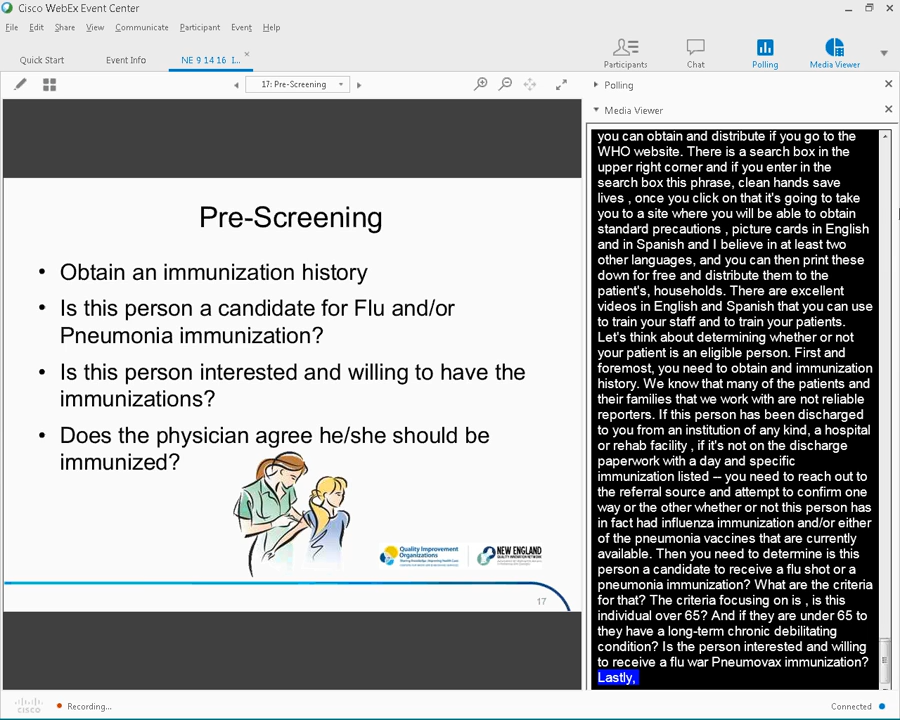 Cisco WebEx Event Center
File Edit Share View Communicate Participant Event Help
Quick Start Event Info NE 9 14 16 I...
Participants Chat Polling Media Viewer
17: Pre-Screening
Pre-Screening
• Obtain an immunization history
• Is this person a candidate for Flu and/or
Pneumonia immunization?
• Is this person interested and willing to have the
immunizations?
• Does the physician agree he/she should be
immunized?
Quality Improvement
Organizations
NEW ENGLAND
17
Polling
Media Viewer
you can obtain and distribute if you go to the
WHO website. There is a search box in the
upper right corner and if you enter in the
search box this phrase, clean hands save
lives , once you click on that it's going to take
you to a site where you will be able to obtain
standard precautions , picture cards in English
and in Spanish and I believe in at least two
other languages, and you can then print these
down for free and distribute them to the
patient's, households. There are excellent
videos in English and Spanish that you can use
to train your staff and to train your patients.
Let's think about determining whether or not
your patient is an eligible person. First and
foremost, you need to obtain and immunization
history. We know that many of the patients and
their families that we work with are not reliable
reporters. If this person has been discharged
to you from an institution of any kind, a hospital
or rehab facility , if it's not on the discharge
paperwork with a day and specific
immunization listed -- you need to reach out to
the referral source and attempt to confirm one
way or the other whether or not this person has
in fact had influenza immunization and/or either
of the pneumonia vaccines that are currently
available. Then you need to determine is this
person a candidate to receive a flu shot or a
pneumonia immunization? What are the criteria
for that? The criteria focusing on is , is this
individual over 65? And if they are under 65 to
they have a long-term chronic debilitating
condition? Is the person interested and willing
to receive a flu war Pneumovax immunization?
Lastly,
cisco Recording... Connected